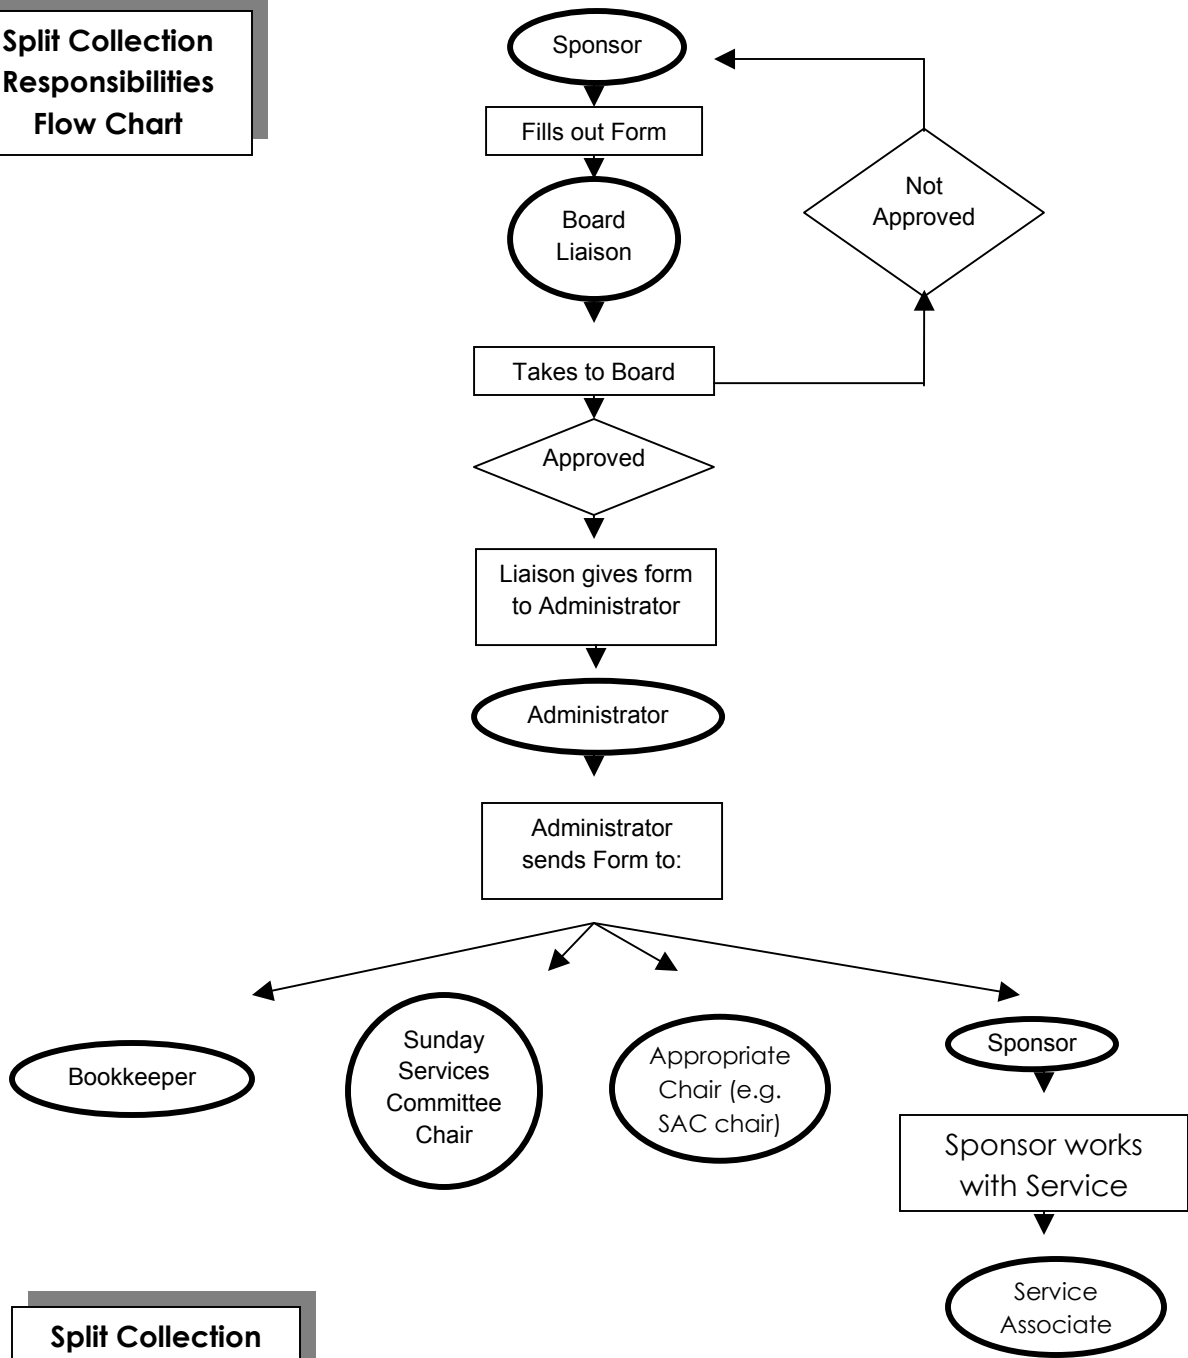 Split Collection
Responsibilities
Flow Chart
Sponsor
Fills out Form
Board
Liaison
Not
Approved
Takes to Board
Approved
Liaison gives form
to Administrator
Administrator
Administrator
sends Form to:
Bookkeeper
Sunday
Services
Committee
Chair
Appropriate
Chair (e.g.
SAC chair)
Sponsor
Sponsor works
with Service
Service
Associate
Split Collection